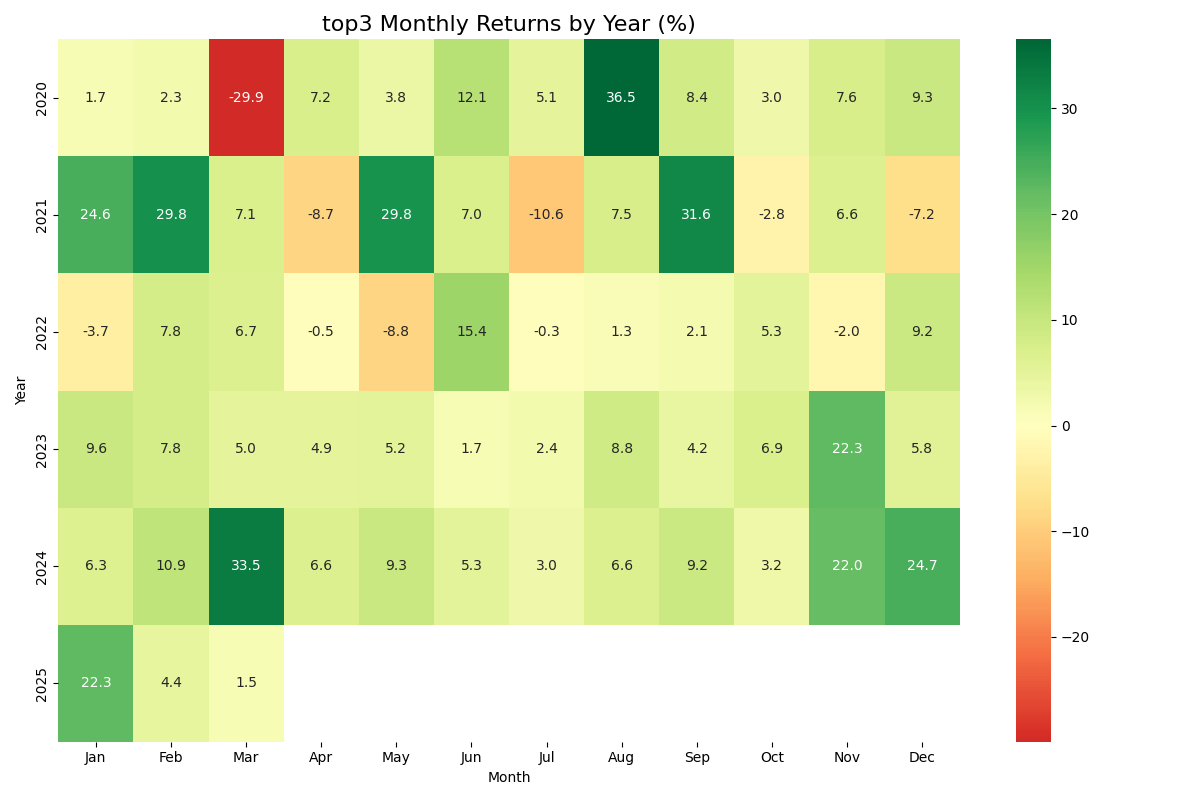 top3 Monthly Returns by Year (%)
2020 1.7 2.3 -29.9 7.2 3.8 12.1 5.1 36.5 8.4 3.0 7.6 9.3
2021 24.6 29.8 7.1 -8.7 29.8 7.0 -10.6 7.5 31.6 -2.8 6.6 -7.2
2022 -3.7 7.8 6.7 -0.5 -8.8 15.4 -0.3 1.3 2.1 5.3 -2.0 9.2
2023 9.6 7.8 5.0 4.9 5.2 1.7 2.4 8.8 4.2 6.9 22.3 5.8
2024 6.3 10.9 33.5 6.6 9.3 5.3 3.0 6.6 9.2 3.2 22.0 24.7
2025 22.3 4.4 1.5
Year
Jan Feb Mar Apr May Jun Jul Aug Sep Oct Nov Dec
Month
30
20
10
0
−10
−20